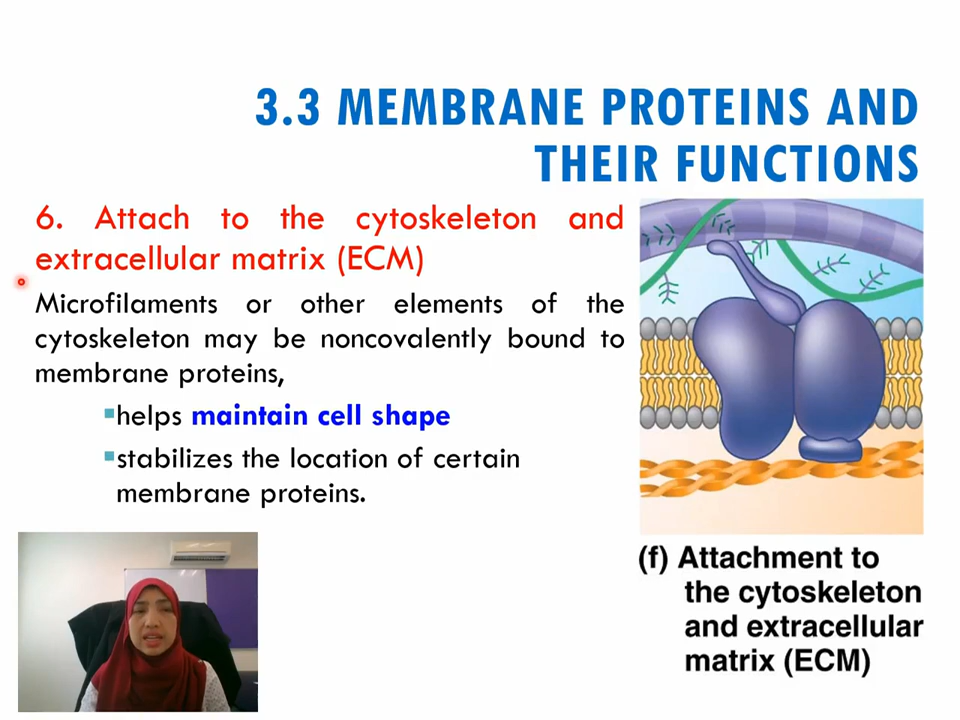 3.3 MEMBRANE PROTEINS AND
THEIR FUNCTIONS
6. Attach to the cytoskeleton and
extracellular matrix (ECM)
Microfilaments or other elements of the
cytoskeleton may be noncovalently bound to
membrane proteins,
▪helps maintain cell shape
▪stabilizes the location of certain
membrane proteins.
(f) Attachment to
the cytoskeleton
and extracellular
matrix (ECM)